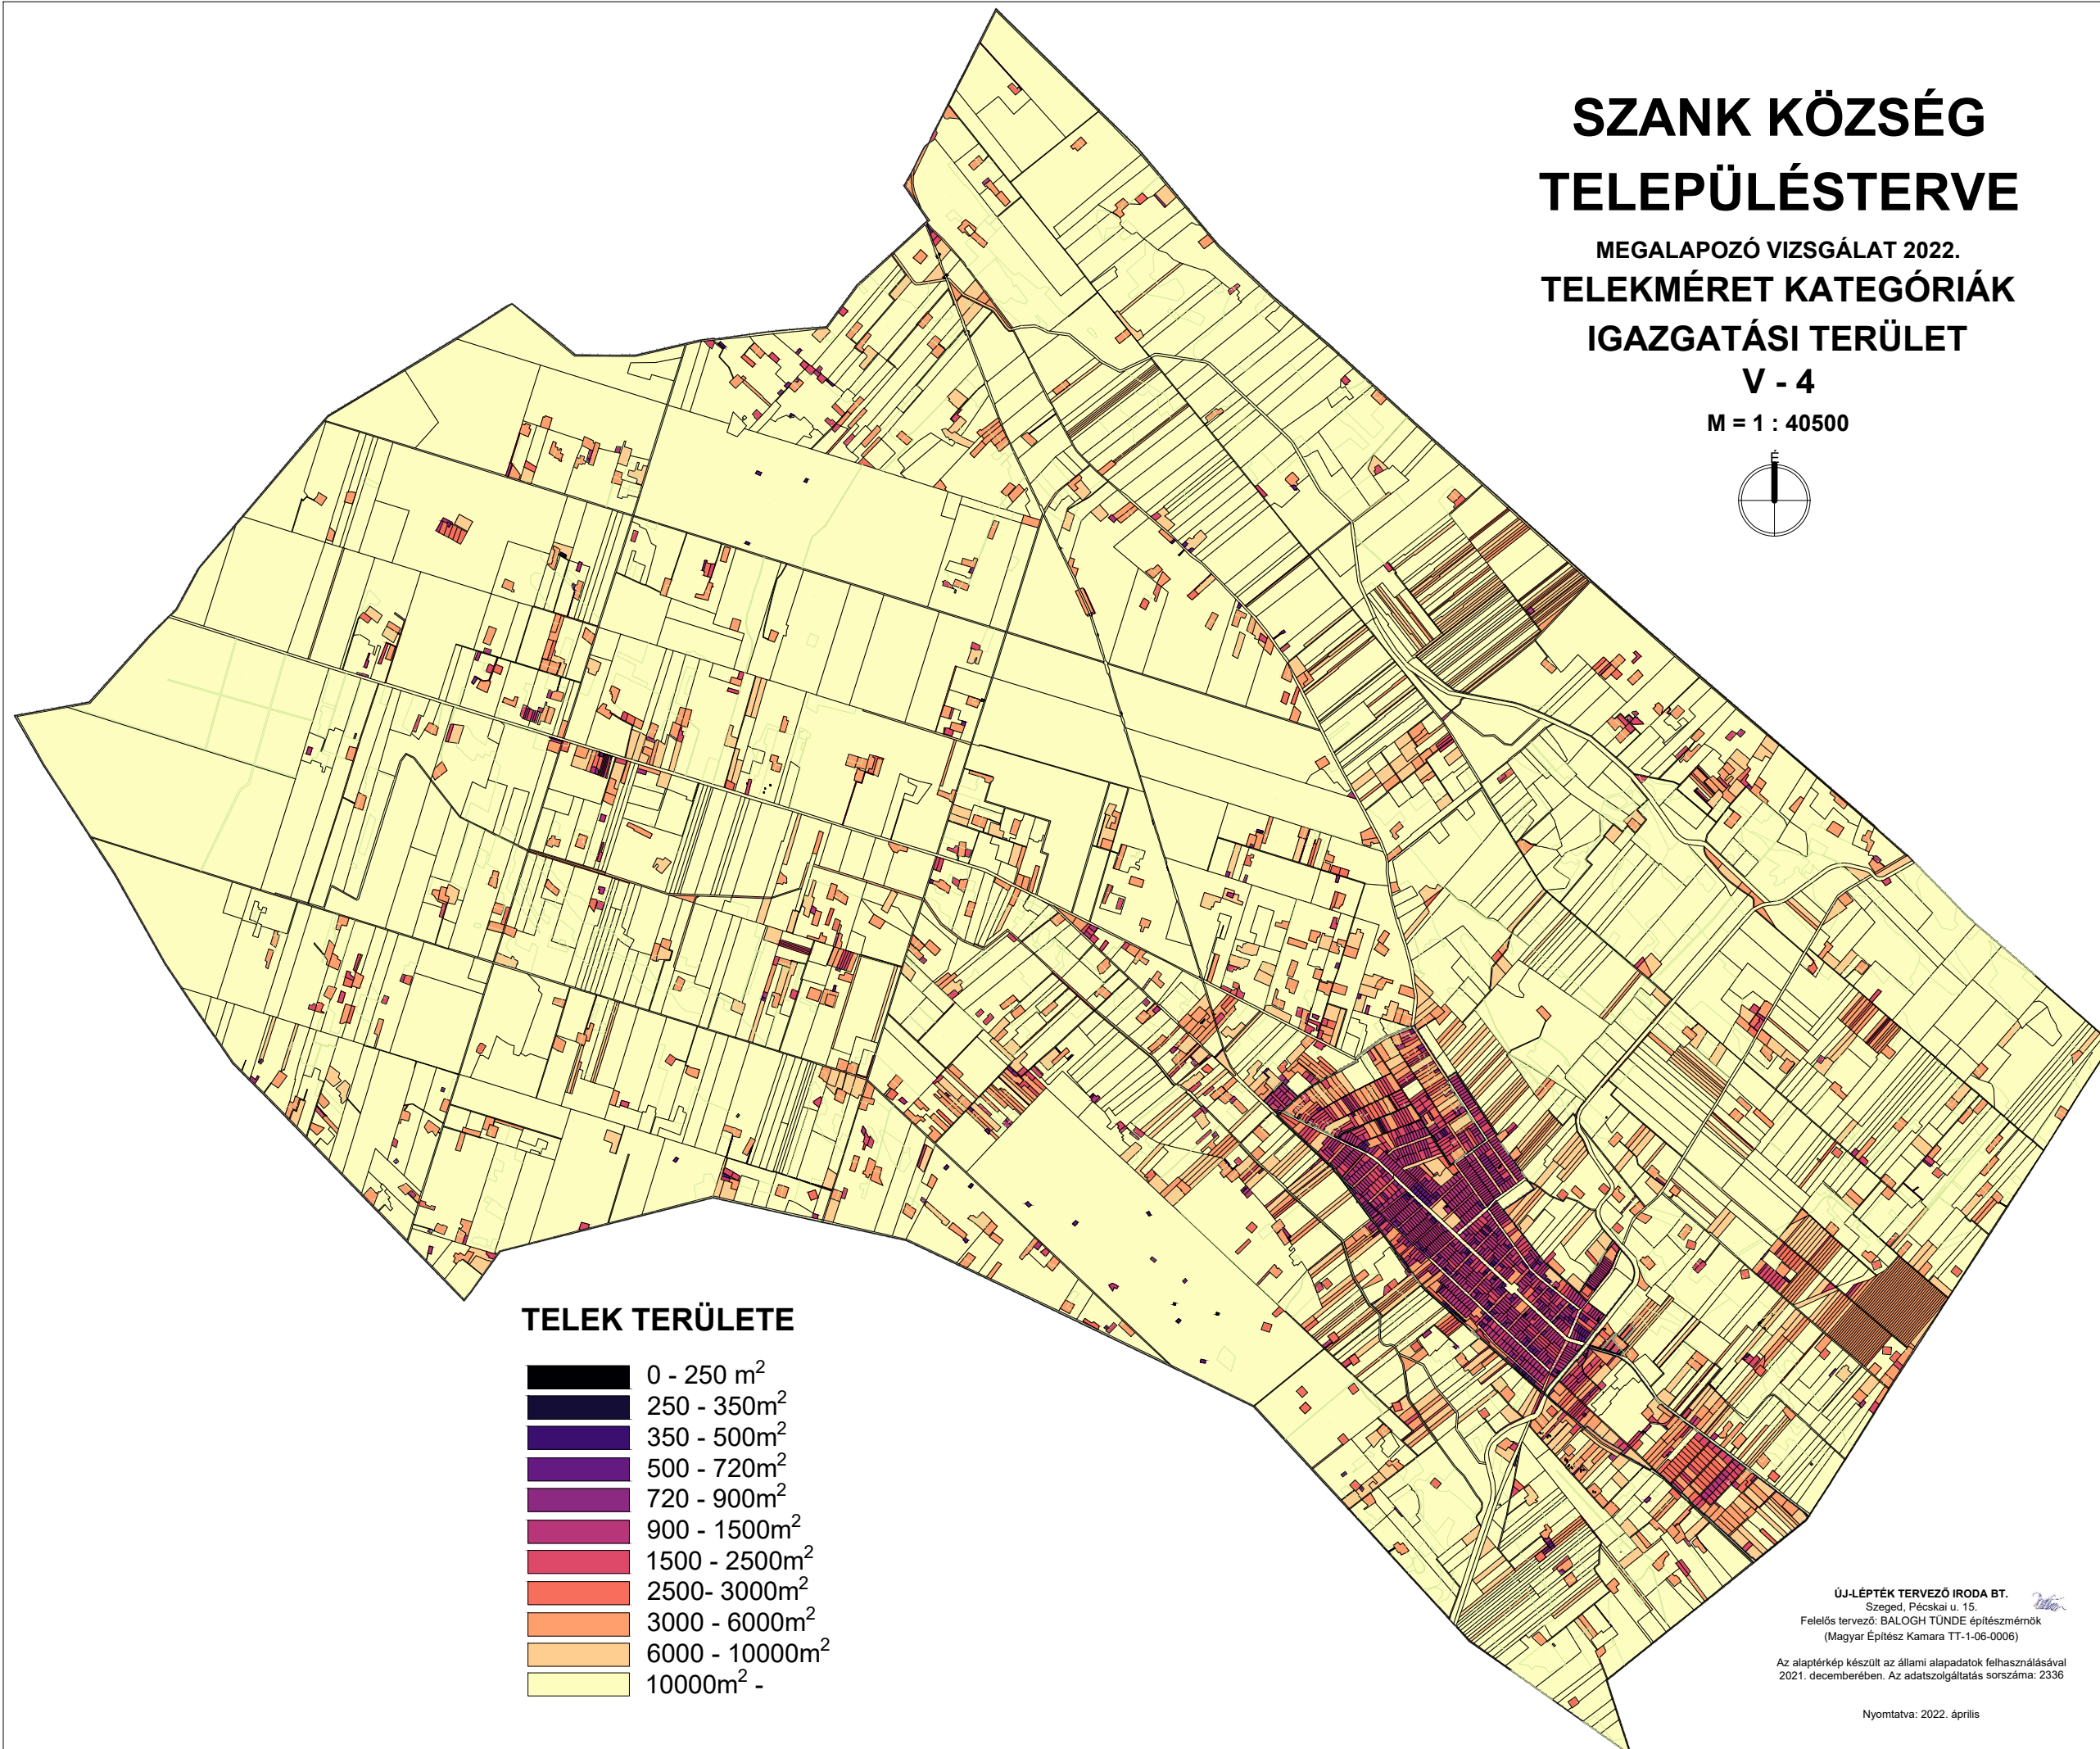 SZANK KÖZSÉG
TELEPÜLÉSTERVE
MEGALAPOZÓ VIZSGÁLAT 2022.
TELEKMÉRET KATEGÓRIÁK
IGAZGATÁSI TERÜLET
V - 4
M = 1 : 40500
É
TELEK TERÜLETE
0 - 250 m²
250 - 350m²
350 - 500m²
500 - 720m²
720 - 900m²
900 - 1500m²
1500 - 2500m²
2500- 3000m²
3000 - 6000m²
6000 - 10000m²
10000m² -
ÚJ-LÉPTÉK TERVEZŐ IRODA BT.
Szeged, Pécskai u. 15.
Felelős tervező: BALOGH TÜNDE építészmérnök
(Magyar Építész Kamara TT-1-06-0006)
Az alaptérkép készült az állami alapadatok felhasználásával
2021. decemberében. Az adatszolgáltatás sorszáma: 2336
Nyomtatva: 2022. április